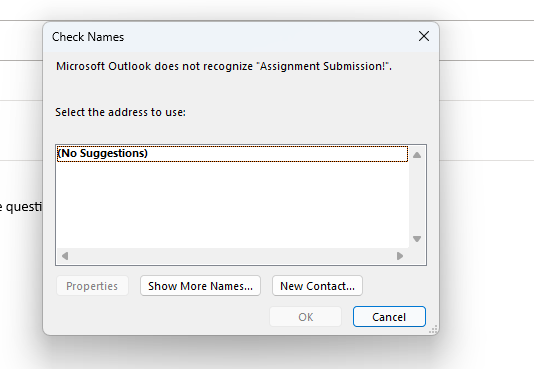 Check Names
Microsoft Outlook does not recognize "Assignment Submission!".
Select the address to use:
(No Suggestions)
e questi
Properties
Show More Names...
New Contact...
OK
Cancel